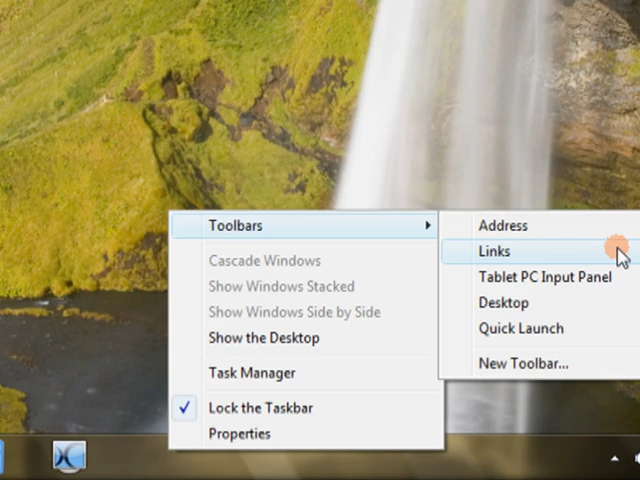 Toolbars
Cascade Windows
Show Windows Stacked
Show Windows Side by Side
Show the Desktop
Task Manager
Lock the Taskbar
Properties
Address
Links
Tablet PC Input Panel
Desktop
Quick Launch
New Toolbar...